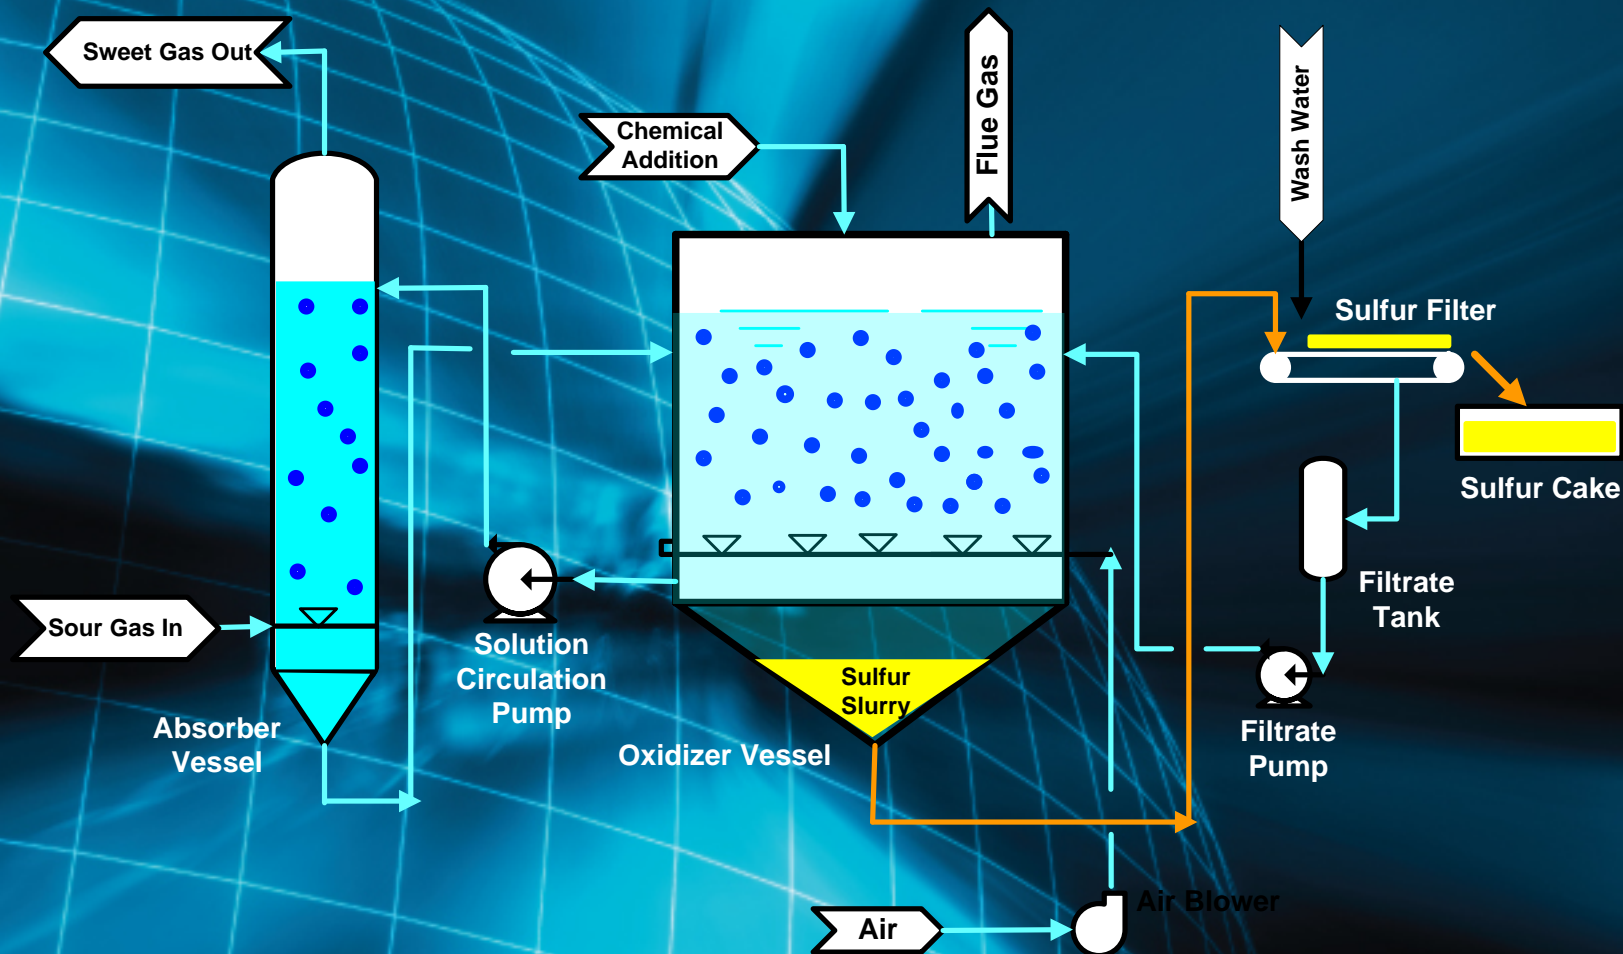 Sweet Gas Out
Chemical
Addition
Flue Gas
Wash Water
Sulfur Filter
Sulfur Cake
Sour Gas In
Solution
Circulation
Pump
Filtrate
Tank
Sulfur
Slurry
Absorber
Vessel
Oxidizer Vessel
Filtrate
Pump
Air Blower
Air